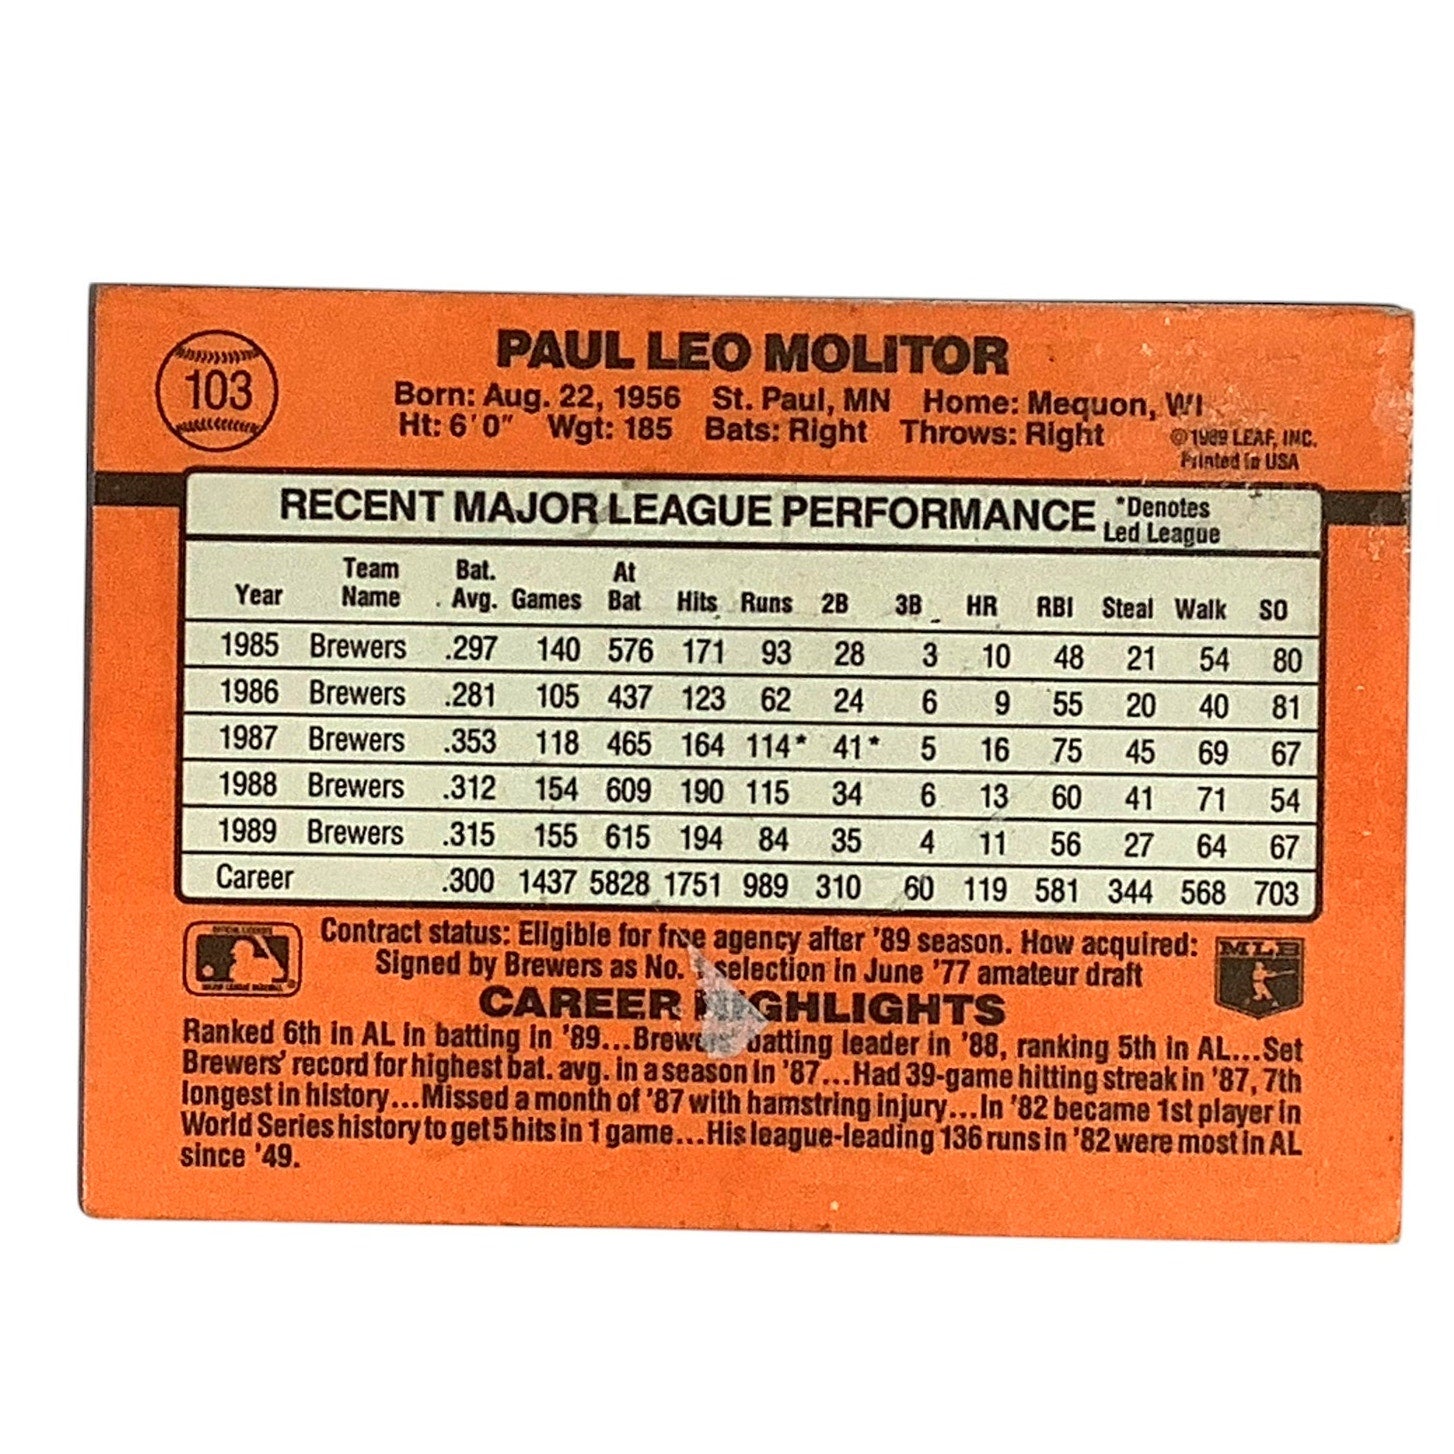 103
PAUL LEO MOLITOR
Born: Aug. 22, 1956 St. Paul, MN Home: Mequon, WI
Ht: 6'0" Wgt: 185 Bats: Right Throws: Right
©1989 LEAF, INC.
Printed in USA
RECENT MAJOR LEAGUE PERFORMANCE *Denotes
Led League
Year Team Name Bat. Avg. Games At Bat Hits Runs 2B 3B HR RBI Steal Walk SO
1985 Brewers .297 140 576 171 93 28 3 10 48 21 54 80
1986 Brewers .281 105 437 123 62 24 6 9 55 20 40 81
1987 Brewers .353 118 465 164 114* 41* 5 16 75 45 69 67
1988 Brewers .312 154 609 190 115 34 6 13 60 41 71 54
1989 Brewers .315 155 615 194 84 35 4 11 56 27 64 67
Career .300 1437 5828 1751 989 310 60 119 581 344 568 703
Contract status: Eligible for free agency after '89 season. How acquired:
Signed by Brewers as No. selection in June '77 amateur draft
CAREER HIGHLIGHTS
Ranked 6th in AL in batting in '89...Brewers' batting leader in '88, ranking 5th in AL...Set
Brewers' record for highest bat. avg. in a season in '87...Had 39-game hitting streak in '87, 7th
longest in history...Missed a month of '87 with hamstring injury...In '82 became 1st player in
World Series history to get 5 hits in 1 game...His league-leading 136 runs in '82 were most in AL
since '49.
MLB